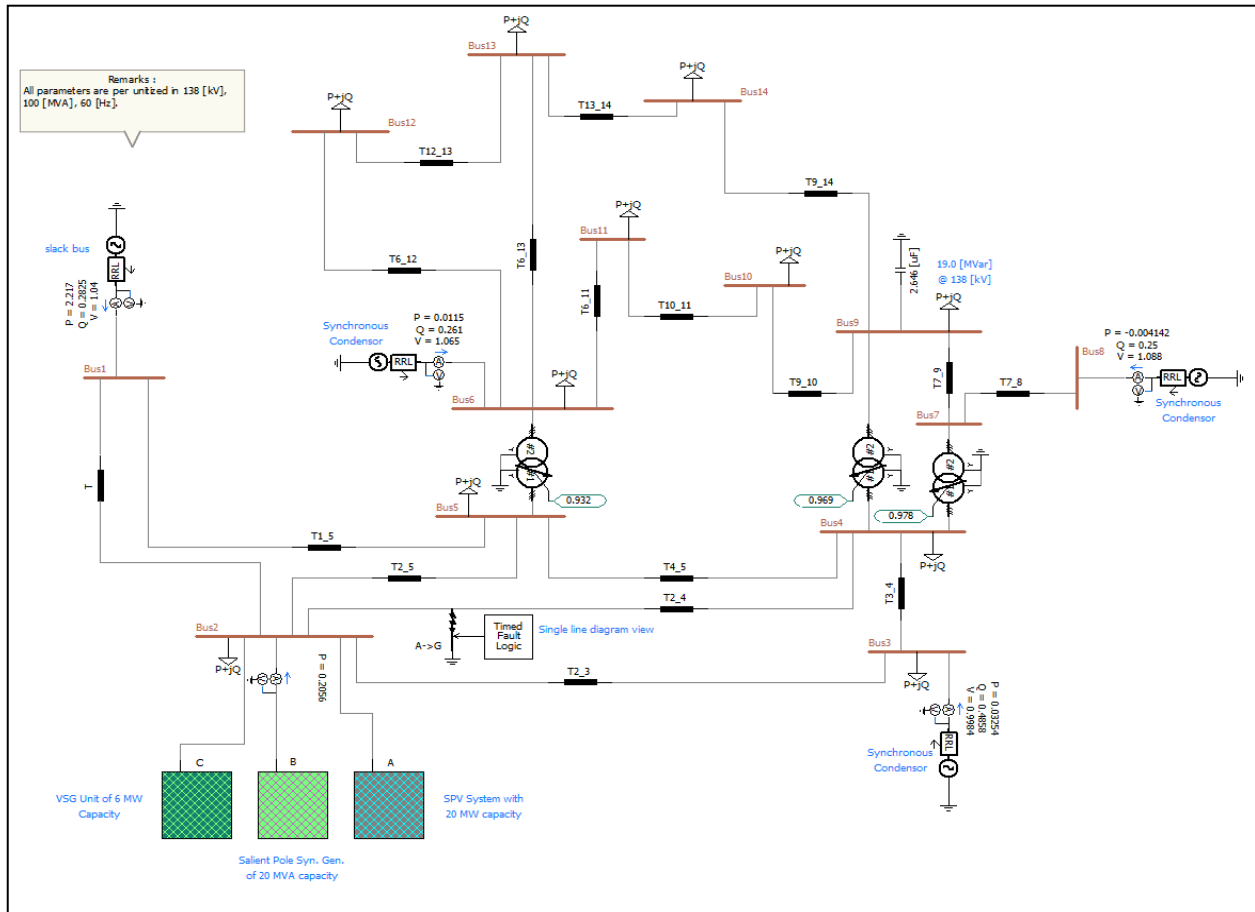 Remarks :
All parameters are per unitized in 138 [kV],
100 [MVA], 60 [Hz].
Bus13
P+jQ
P+jQ
Bus14
T13_14
P+jQ
Bus12
T12_13
T9_14
slack bus
RRL
A
V
P = 2.217
Q = 0.2825
V = 1.04
T6_12
T6_13
Bus11
P+jQ
T6_11
T10_11
Bus10
P+jQ
2.646 [uF]
19.0 [MVar]
@ 138 [kV]
P+jQ
Bus9
T9_10
T7_9
T7_8
Bus8
P = -0.004142
Q = 0.25
V = 1.088
A
V
RRL
Synchronous
Condensor
Synchronous
Condensor
P = 0.0115
Q = 0.261
V = 1.065
RRL
A
V
Bus1
Bus6
P+jQ
Bus7
#2
#1
0.932
#2
0.969
#2
0.978
T
P+jQ
Bus5
Bus4
P+jQ
T1_5
T2_5
T4_5
T2_4
T3_4
Bus2
P+jQ
A
V
P = 0.2056
A->G
Timed
Fault
Logic
Single line diagram view
T2_3
Bus3
P+jQ
A
V
P = 0.03254
Q = 0.4858
V = 0.9984
RRL
Synchronous
Condensor
C
B
A
VSG Unit of 6 MW
Capacity
SPV System with
20 MW capacity
Salient Pole Syn. Gen.
of 20 MVA capacity